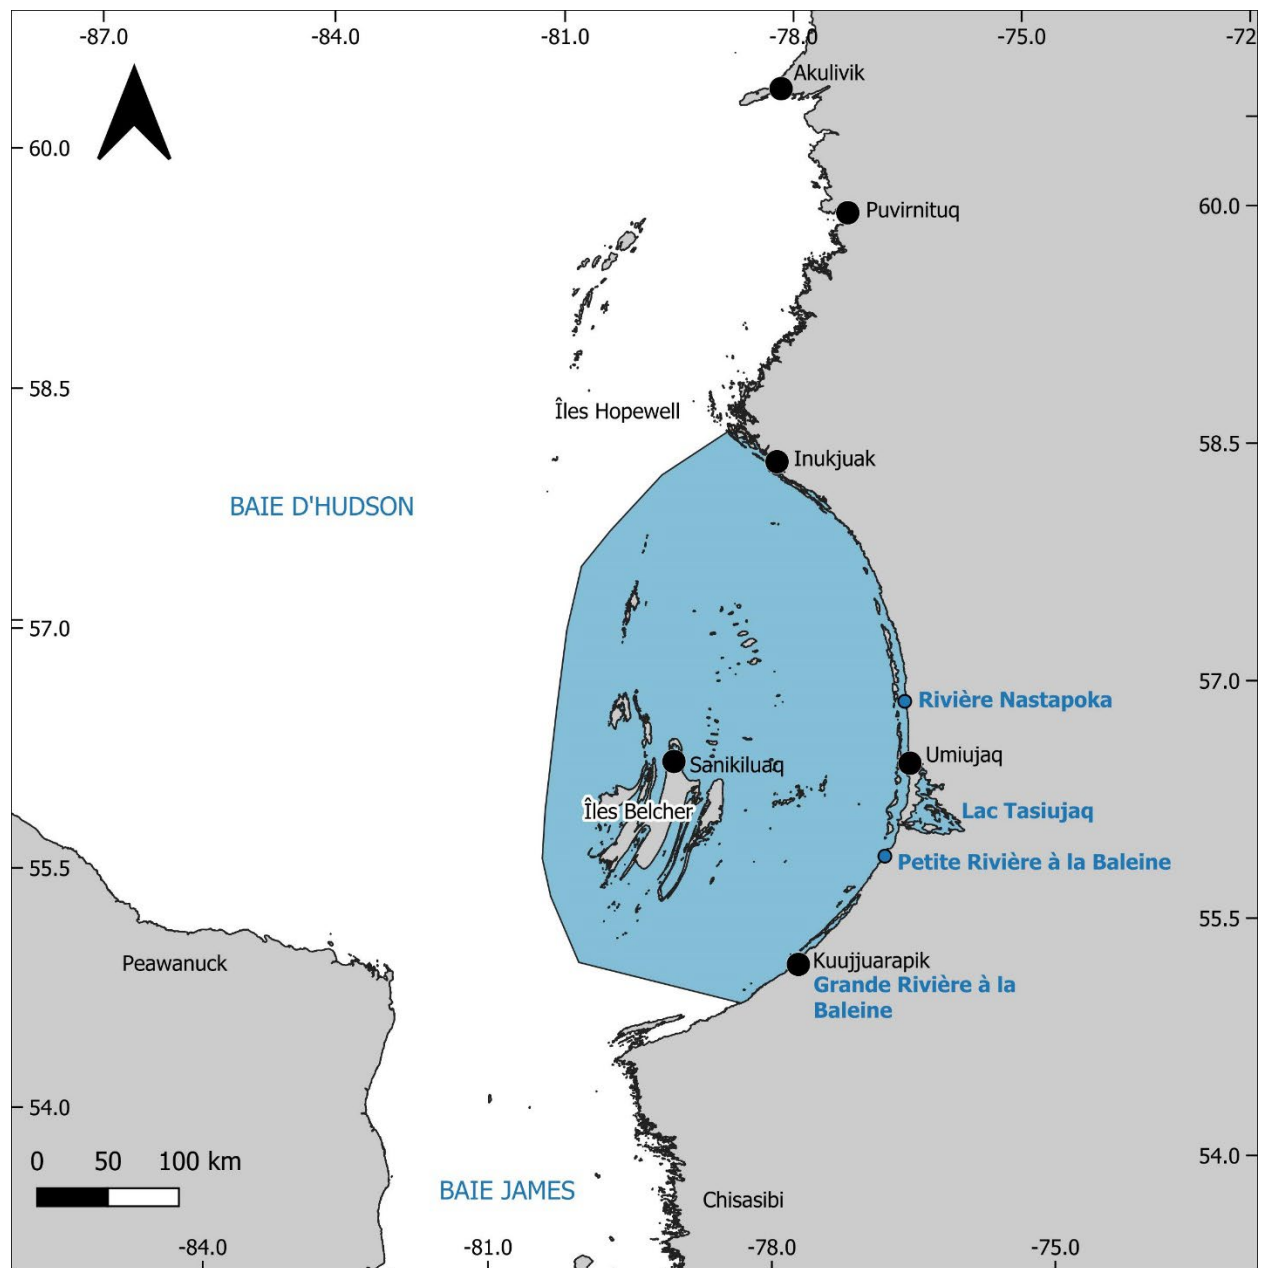 -87.0
-84.0
-81.0
-78.0
-75.0
-72
Akulivik
60.0
Puvirnituq
60.0
58.5
Îles Hopewell
58.5
Inukjuak
BAIE D'HUDSON
57.0
57.0
Rivière Nastapoka
Umiujaq
Sanikiluaq
Îles Belcher
Lac Tasiujaq
55.5
Petite Rivière à la Baleine
55.5
Peawanuck
Kuujjuarapik
Grande Rivière à la
Baleine
54.0
54.0
0 50 100 km
BAIE JAMES
Chisasibi
-84.0
-81.0
-78.0
-75.0